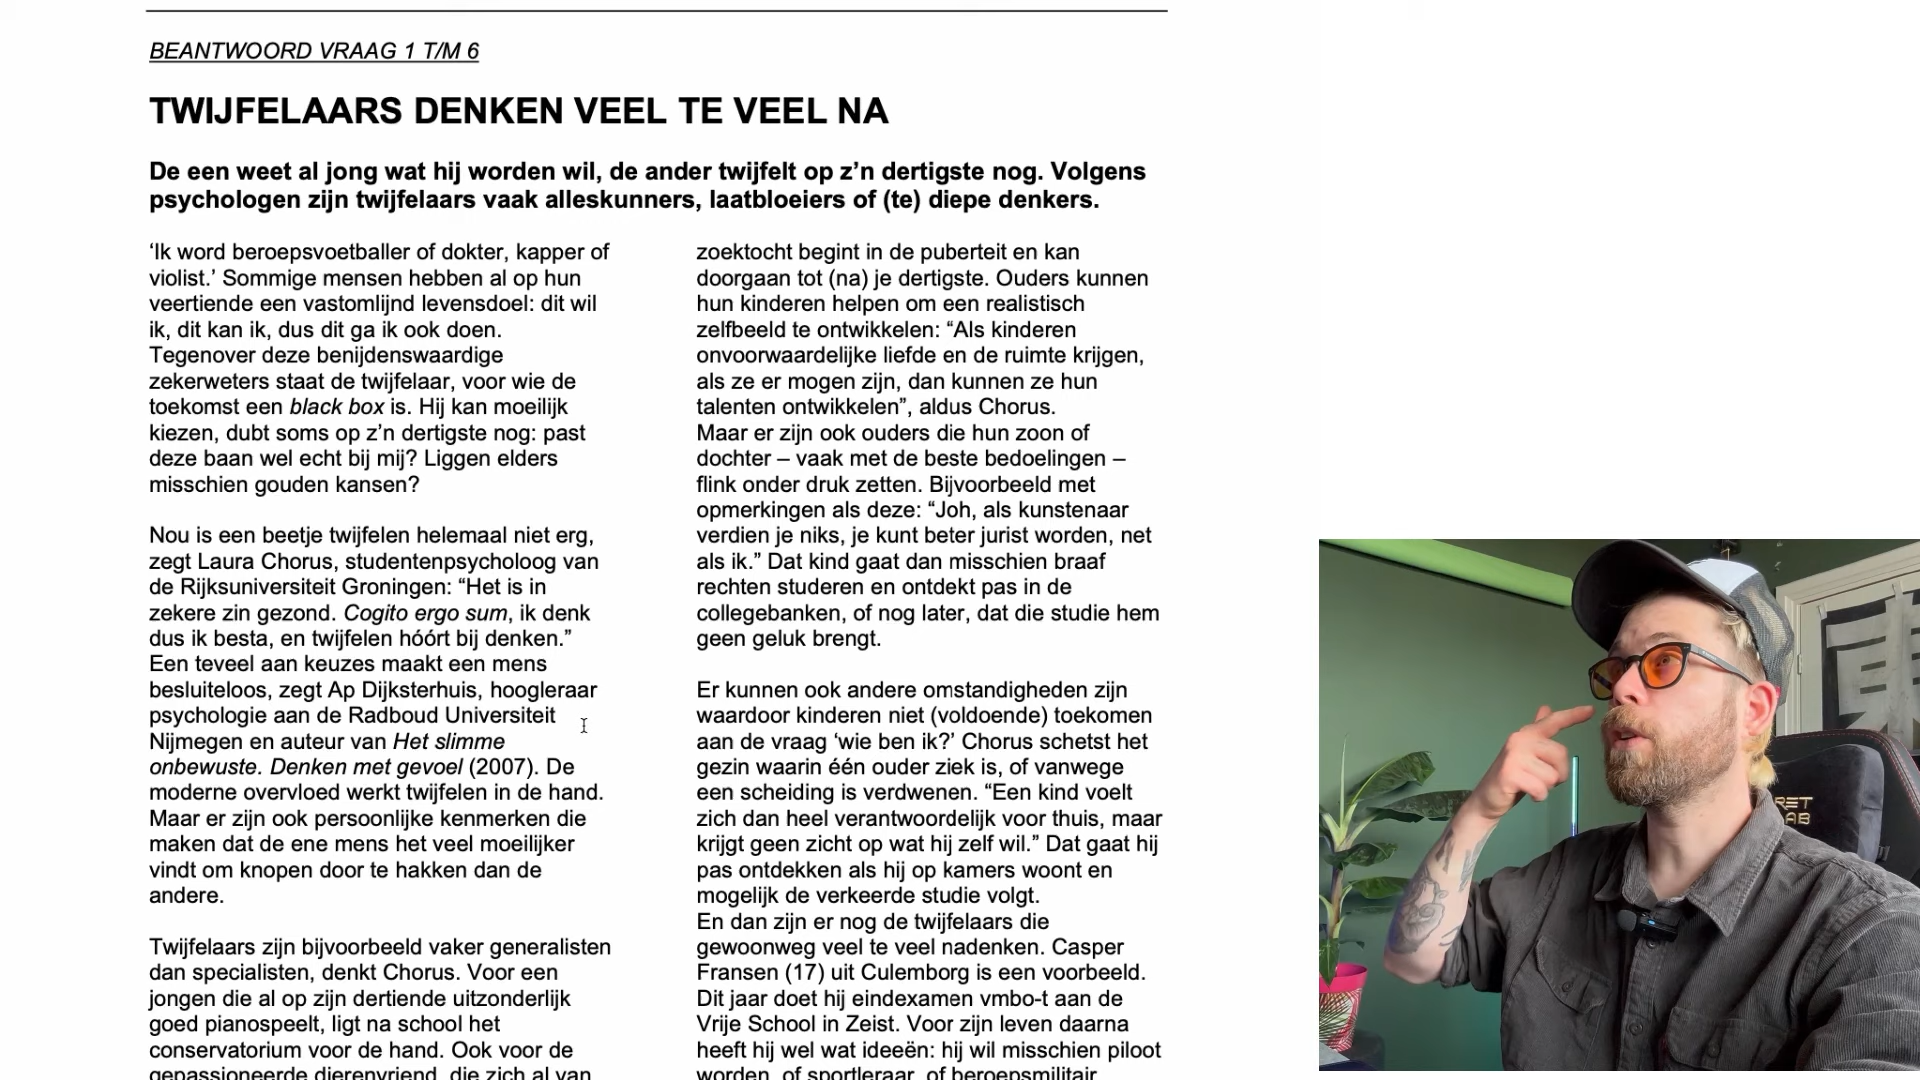 BEANTWOORD VRAAG 1 T/M 6
TWIJFELAARS DENKEN VEEL TE VEEL NA
De een weet al jong wat hij worden wil, de ander twijfelt op z’n dertigste nog. Volgens
psychologen zijn twijfelaars vaak alleskunners, laatbloeiers of (te) diepe denkers.
‘Ik word beroepsvoetballer of dokter, kapper of
violist.’ Sommige mensen hebben al op hun
veertiende een vastomlijnd levensdoel: dit wil
ik, dit kan ik, dus dit ga ik ook doen.
Tegenover deze benijdenswaardige
zekerweters staat de twijfelaar, voor wie de
toekomst een black box is. Hij kan moeilijk
kiezen, dubt soms op z’n dertigste nog: past
deze baan wel echt bij mij? Liggen elders
misschien gouden kansen?
Nou is een beetje twijfelen helemaal niet erg,
zegt Laura Chorus, studentenpsycholoog van
de Rijksuniversiteit Groningen: “Het is in
zekere zin gezond. Cogito ergo sum, ik denk
dus ik besta, en twijfelen hóórt bij denken.”
Een teveel aan keuzes maakt een mens
besluiteloos, zegt Ap Dijksterhuis, hoogleraar
psychologie aan de Radboud Universiteit
Nijmegen en auteur van Het slimme
onbewuste. Denken met gevoel (2007). De
moderne overvloed werkt twijfelen in de hand.
Maar er zijn ook persoonlijke kenmerken die
maken dat de ene mens het veel moeilijker
vindt om knopen door te hakken dan de
andere.
Twijfelaars zijn bijvoorbeeld vaker generalisten
dan specialisten, denkt Chorus. Voor een
jongen die al op zijn dertiende uitzonderlijk
goed pianospeelt, ligt na school het
conservatorium voor de hand. Ook voor de
gepassioneerde dierenvriend, die zich al van
zoektocht begint in de puberteit en kan
doorgaan tot (na) je dertigste. Ouders kunnen
hun kinderen helpen om een realistisch
zelfbeeld te ontwikkelen: “Als kinderen
onvoorwaardelijke liefde en de ruimte krijgen,
als ze er mogen zijn, dan kunnen ze hun
talenten ontwikkelen”, aldus Chorus.
Maar er zijn ook ouders die hun zoon of
dochter – vaak met de beste bedoelingen –
flink onder druk zetten. Bijvoorbeeld met
opmerkingen als deze: “Joh, als kunstenaar
verdien je niks, je kunt beter jurist worden, net
als ik.” Dat kind gaat dan misschien braaf
rechten studeren en ontdekt pas in de
collegebanken, of nog later, dat die studie hem
geen geluk brengt.
Er kunnen ook andere omstandigheden zijn
waardoor kinderen niet (voldoende) toekomen
aan de vraag ‘wie ben ik?’ Chorus schetst het
gezin waarin één ouder ziek is, of vanwege
een scheiding is verdwenen. “Een kind voelt
zich dan heel verantwoordelijk voor thuis, maar
krijgt geen zicht op wat hij zelf wil.” Dat gaat hij
pas ontdekken als hij op kamers woont en
mogelijk de verkeerde studie volgt.
En dan zijn er nog de twijfelaars die
gewoonweg veel te veel nadenken. Casper
Fransen (17) uit Culemborg is een voorbeeld.
Dit jaar doet hij eindexamen vmbo-t aan de
Vrije School in Zeist. Voor zijn leven daarna
heeft hij wel wat ideeën: hij wil misschien piloot
worden, of sportleraar, of beroepsmilitair.